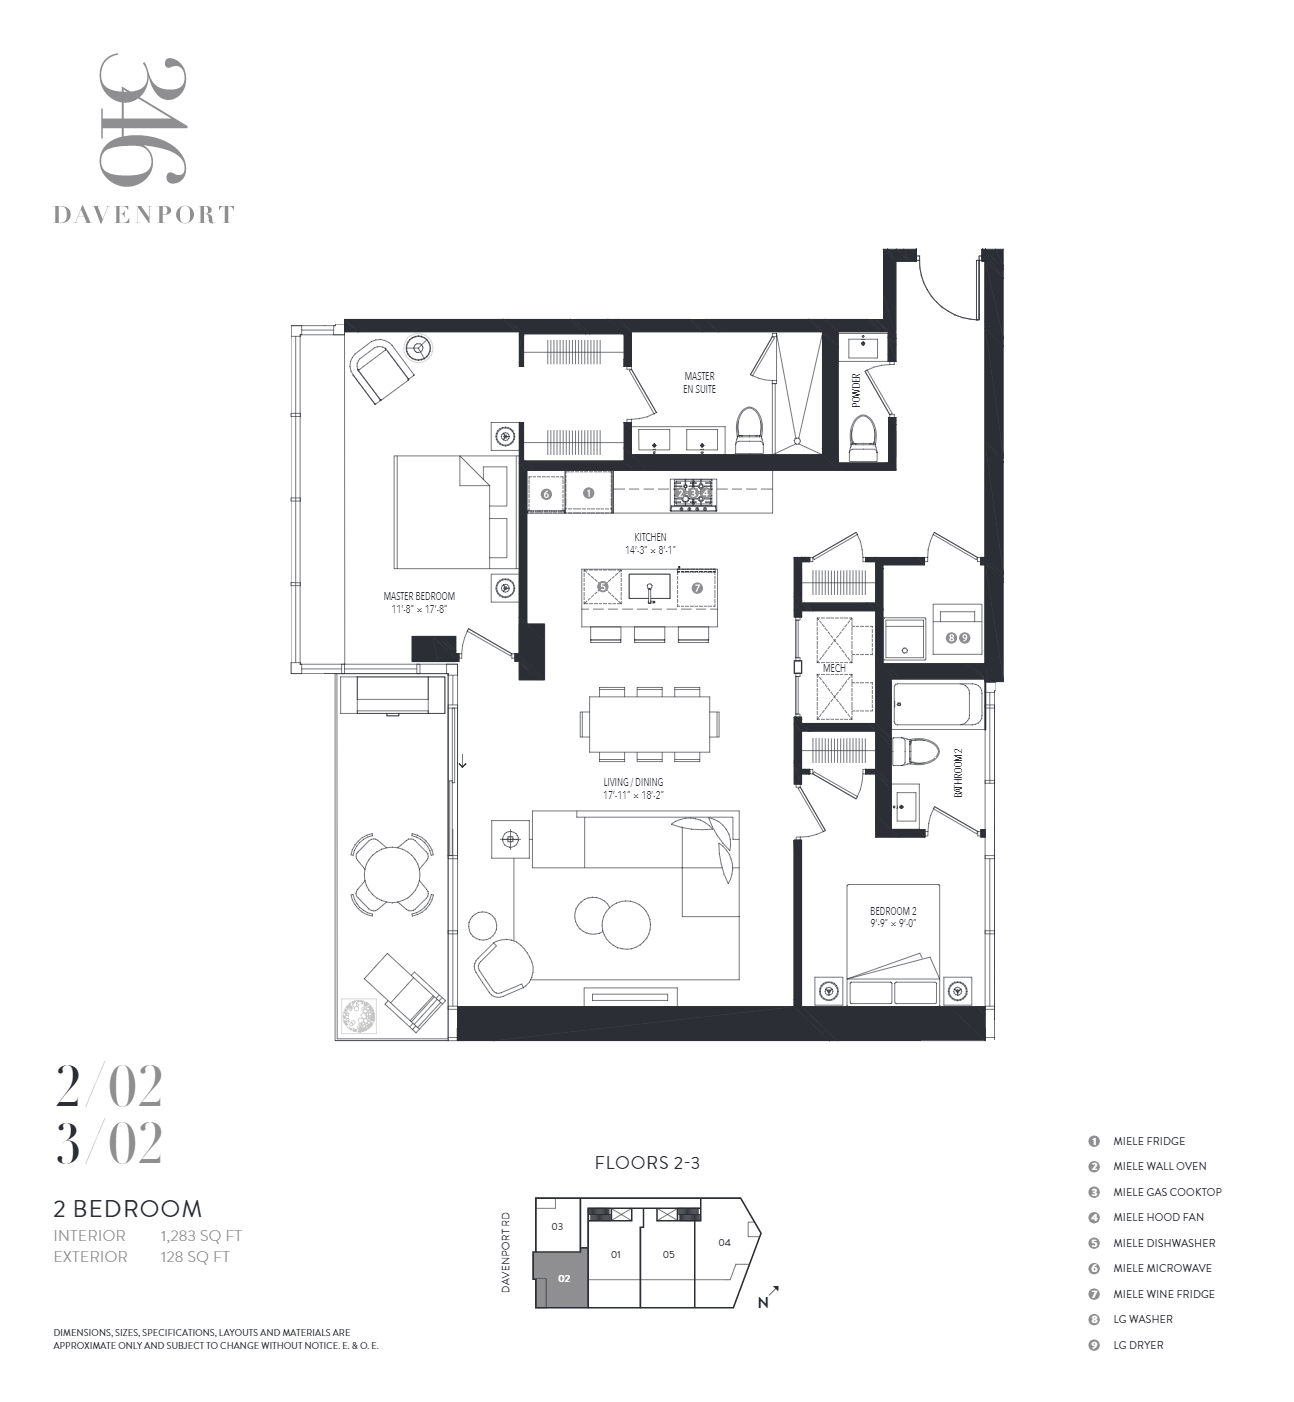 346
DAVENPORT
MASTER
EN SUITE
POWDER
6
1
2
3
4
KITCHEN
14'-3" × 8'-1"
5
7
MASTER BEDROOM
11'-8" × 17'-8"
8
9
MECH
BATHROOM 2
LIVING / DINING
17'-11" × 18'-2"
BEDROOM 2
9'-9" × 9'-0"
2/02
3/02
2 BEDROOM
INTERIOR 1,283 SQ FT
EXTERIOR 128 SQ FT
DIMENSIONS, SIZES, SPECIFICATIONS, LAYOUTS AND MATERIALS ARE
APPROXIMATE ONLY AND SUBJECT TO CHANGE WITHOUT NOTICE. E. & O. E.
FLOORS 2-3
DAVENPORT RD
03
02
01
05
04
N
1 MIELE FRIDGE
2 MIELE WALL OVEN
3 MIELE GAS COOKTOP
4 MIELE HOOD FAN
5 MIELE DISHWASHER
6 MIELE MICROWAVE
7 MIELE WINE FRIDGE
8 LG WASHER
9 LG DRYER